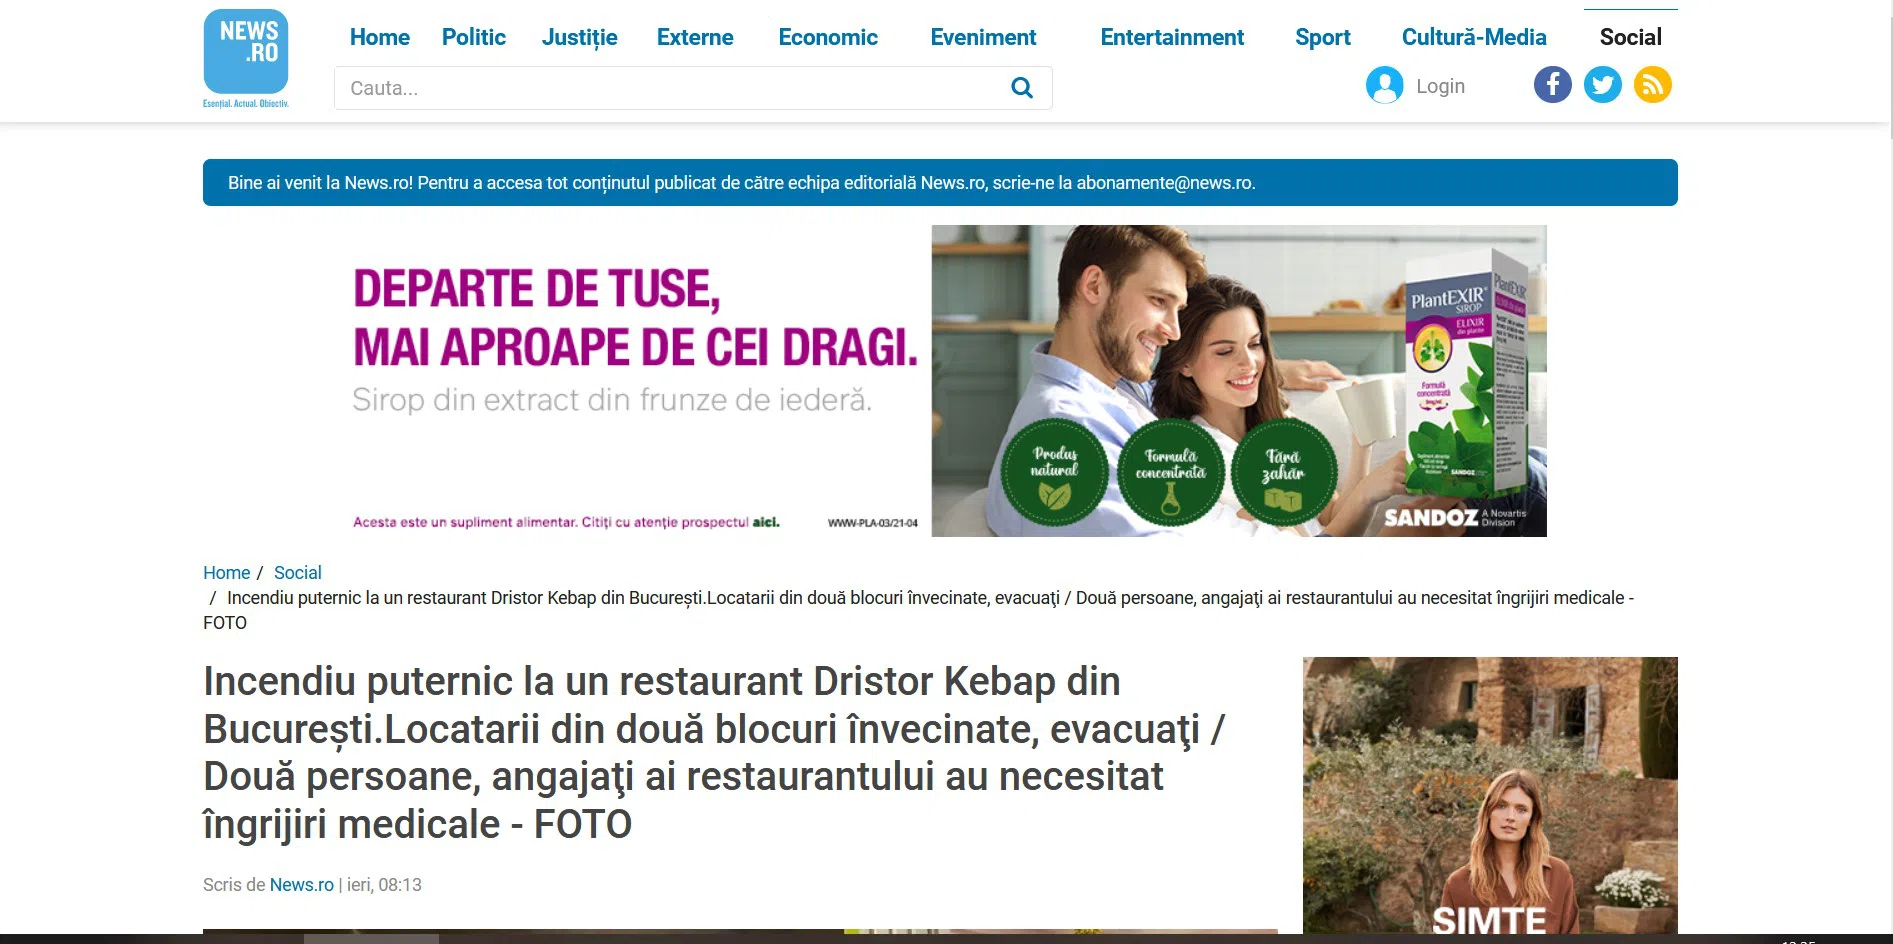 NEWS
.RO
Esențial. Actual. Obiectiv.
Home Politic Justiție Externe Economic Eveniment Entertainment Sport Cultură-Media Social
Cauta...
Login
Bine ai venit la News.ro! Pentru a accesa tot conținutul publicat de către echipa editorială News.ro, scrie-ne la abonamente@news.ro.
DEPARTE DE TUSE,
MAI APROAPE DE CEI DRAGI.
Sirop din extract din frunze de iederă.
Acesta este un supliment alimentar. Citiți cu atenție prospectul aici.
WWW-PLA-03/21-04
Produs
natural
Formulă
concentrată
Fără
zahăr
PlantEXIR
SIROP
ELIXIR
din plante
Formulă
concentrată
PlantEXIR
SANDOZ
SANDOZ A Novartis
Division
Home / Social
/ Incendiu puternic la un restaurant Dristor Kebap din București.Locatarii din două blocuri învecinate, evacuaţi / Două persoane, angajaţi ai restaurantului au necesitat îngrijiri medicale -
FOTO
Incendiu puternic la un restaurant Dristor Kebap din
București.Locatarii din două blocuri învecinate, evacuaţi /
Două persoane, angajaţi ai restaurantului au necesitat
îngrijiri medicale - FOTO
Scris de News.ro | ieri, 08:13
SIMTE